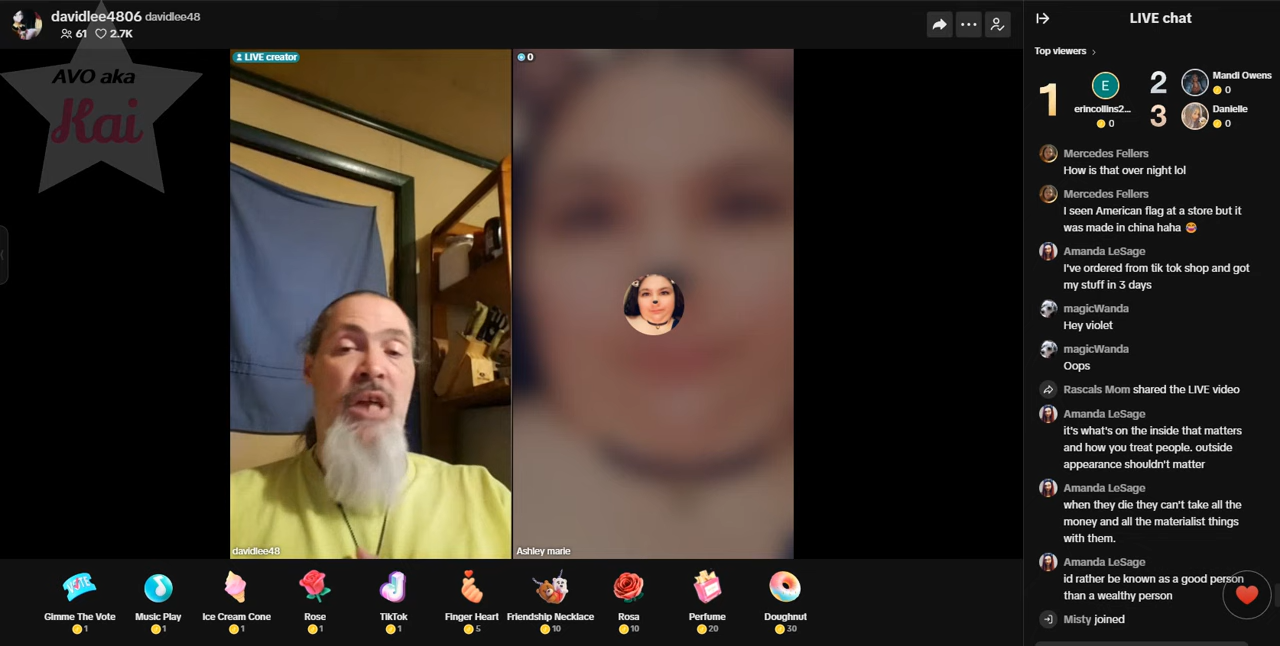 davidlee4806 davidlee48
61 2.7K
AVO aka
Kai
LIVE creator
0
davidlee48
Ashley marie
Gimme The Vote
1
Music Play
1
Ice Cream Cone
1
Rose
1
TikTok
1
Finger Heart
5
Friendship Necklace
10
Rosa
10
Perfume
20
Doughnut
30
LIVE chat
Top viewers
1
E
erincollins2...
0
2
Mandi Owens
0
3
Danielle
0
Mercedes Fellers
How is that over night lol
Mercedes Fellers
I seen American flag at a store but it
was made in china haha
Amanda LeSage
I've ordered from tik tok shop and got
my stuff in 3 days
magicWanda
Hey violet
magicWanda
Oops
Rascals Mom shared the LIVE video
Amanda LeSage
it's what's on the inside that matters
and how you treat people. outside
appearance shouldn't matter
Amanda LeSage
when they die they can't take all the
money and all the materialist things
with them.
Amanda LeSage
id rather be known as a good person
than a wealthy person
Misty joined